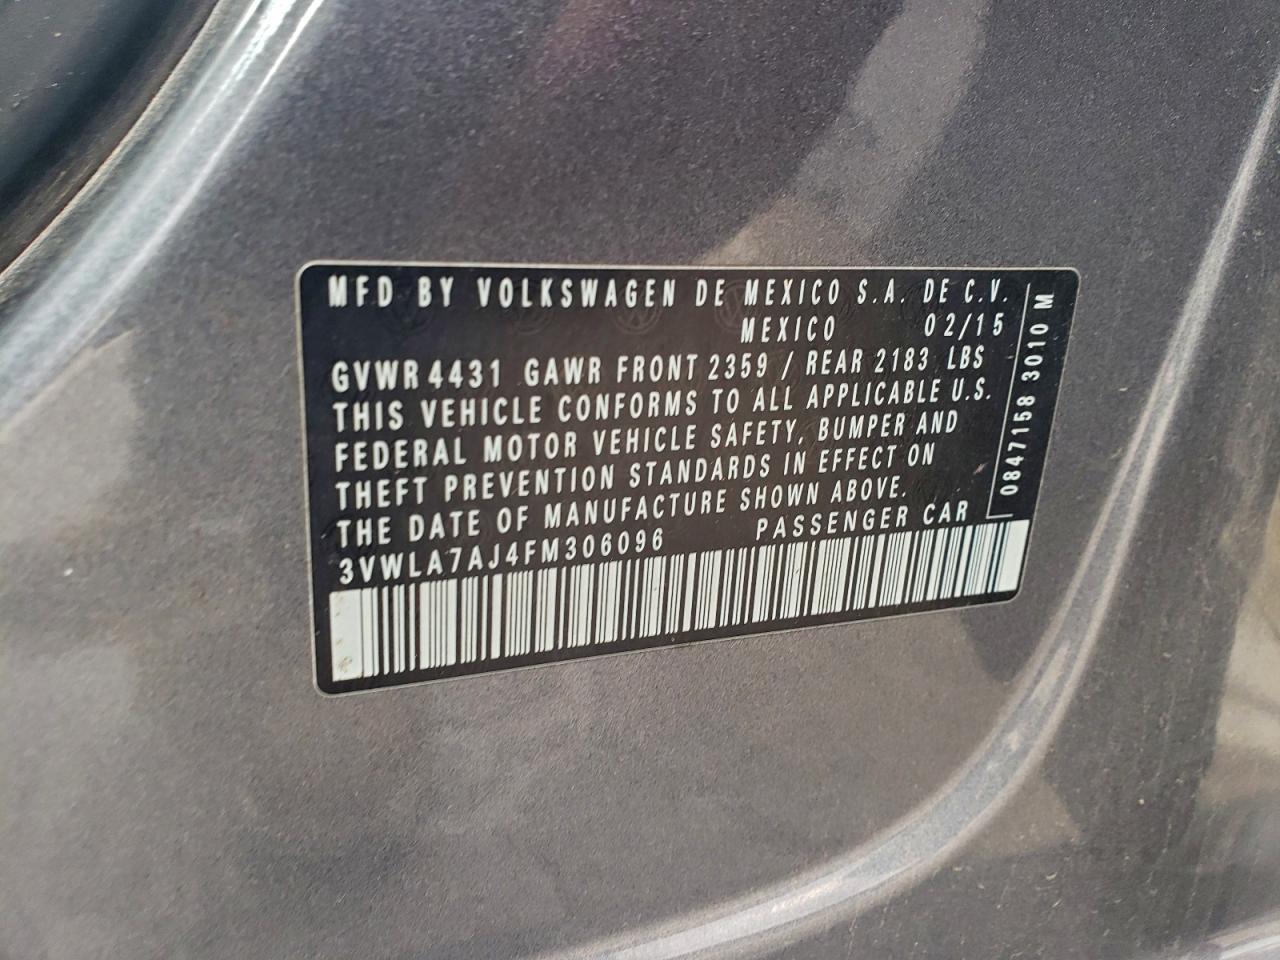 MFD BY VOLKSWAGEN DE MEXICO S.A. DE C.V.
MEXICO 02/15
GVWR 4431 GAWR FRONT 2359 / REAR 2183 LBS
THIS VEHICLE CONFORMS TO ALL APPLICABLE U.S.
FEDERAL MOTOR VEHICLE SAFETY, BUMPER AND
THEFT PREVENTION STANDARDS IN EFFECT ON
THE DATE OF MANUFACTURE SHOWN ABOVE.
3VWLA7AJ4FM306096 PASSENGER CAR
0847158 3010 M